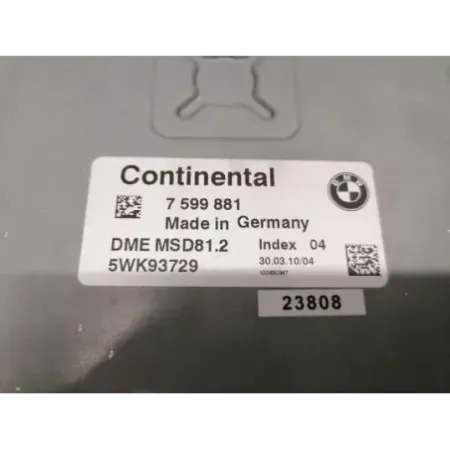 Continental
7 599 881
Made in Germany
DME MSD81.2 Index 04
5WK93729 30.03.10/04
23808